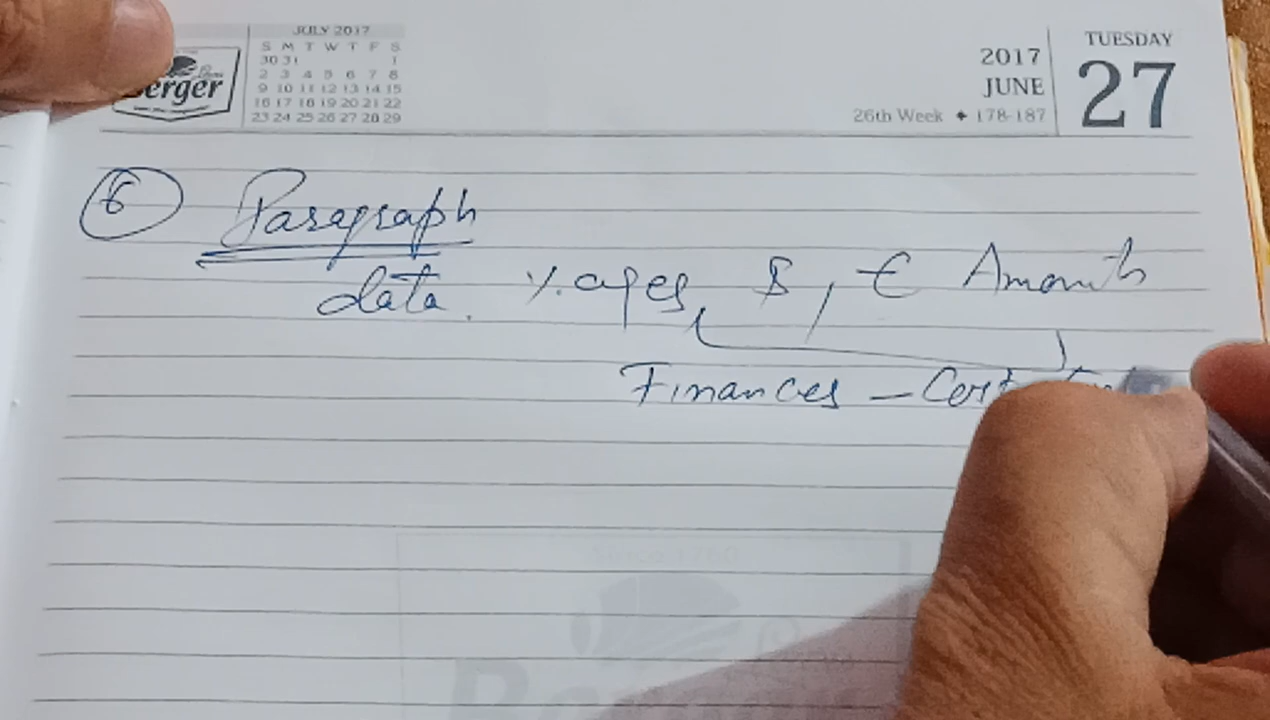 JULY 2017
S M T W T F S
30 31 1
2 3 4 5 6 7 8
9 10 11 12 13 14 15
16 17 18 19 20 21 22
23 24 25 26 27 28 29
Berger
2017
JUNE
26th Week ◆ 178-187
TUESDAY
27
6 Paragraph
data. %ages, $, € Amounts
Finances – Cost